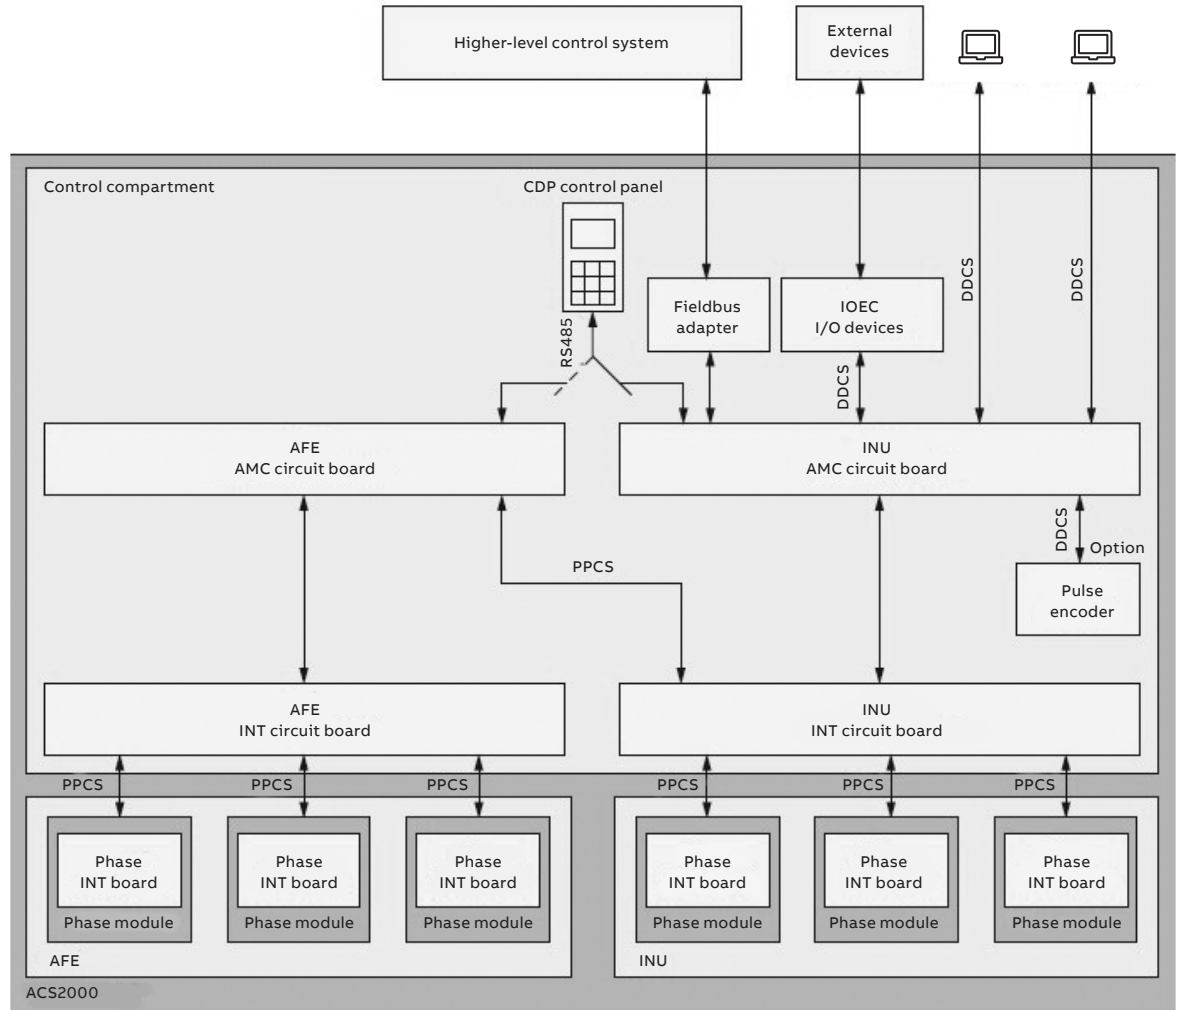 Higher-level control system
External
devices
Control compartment
CDP control panel
DDCS
DDCS
Fieldbus
adapter
IOEC
I/O devices
RS485
DDCS
AFE
AMC circuit board
INU
AMC circuit board
DDCS
Option
PPCS
Pulse
encoder
AFE
INT circuit board
INU
INT circuit board
PPCS
PPCS
PPCS
PPCS
PPCS
PPCS
Phase
INT board
Phase module
Phase
INT board
Phase module
Phase
INT board
Phase module
Phase
INT board
Phase module
Phase
INT board
Phase module
Phase
INT board
Phase module
AFE
INU
ACS2000